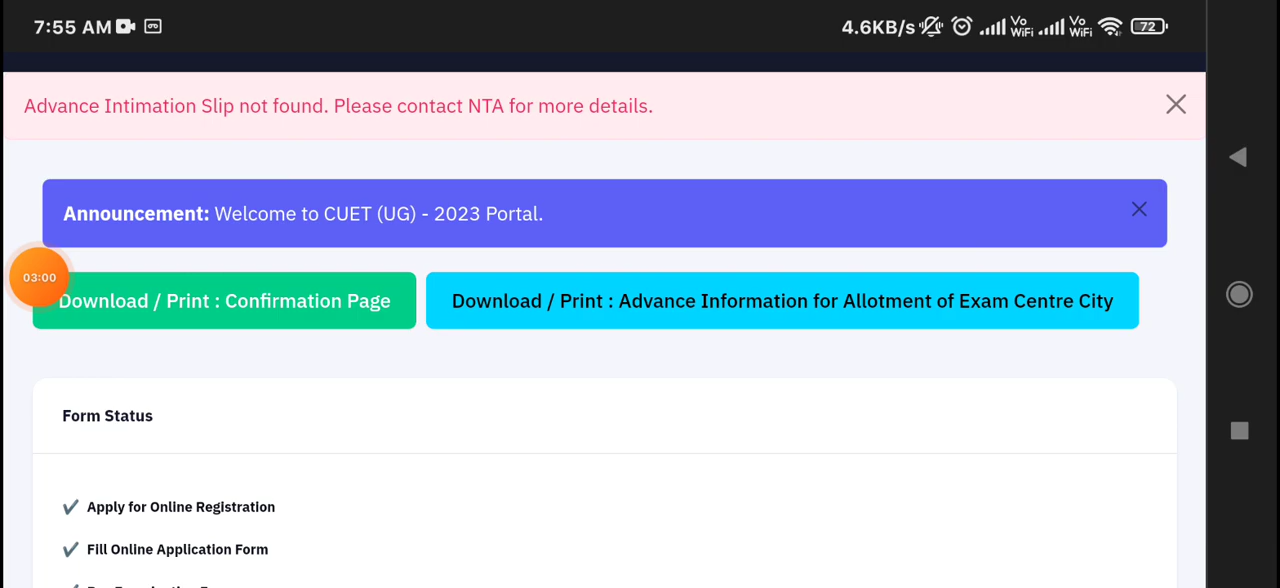 7:55 AM
4.6KB/s Vo WiFi Vo WiFi 72
Advance Intimation Slip not found. Please contact NTA for more details.
Announcement: Welcome to CUET (UG) - 2023 Portal.
03:00
Download / Print : Confirmation Page
Download / Print : Advance Information for Allotment of Exam Centre City
Form Status
✔ Apply for Online Registration
✔ Fill Online Application Form